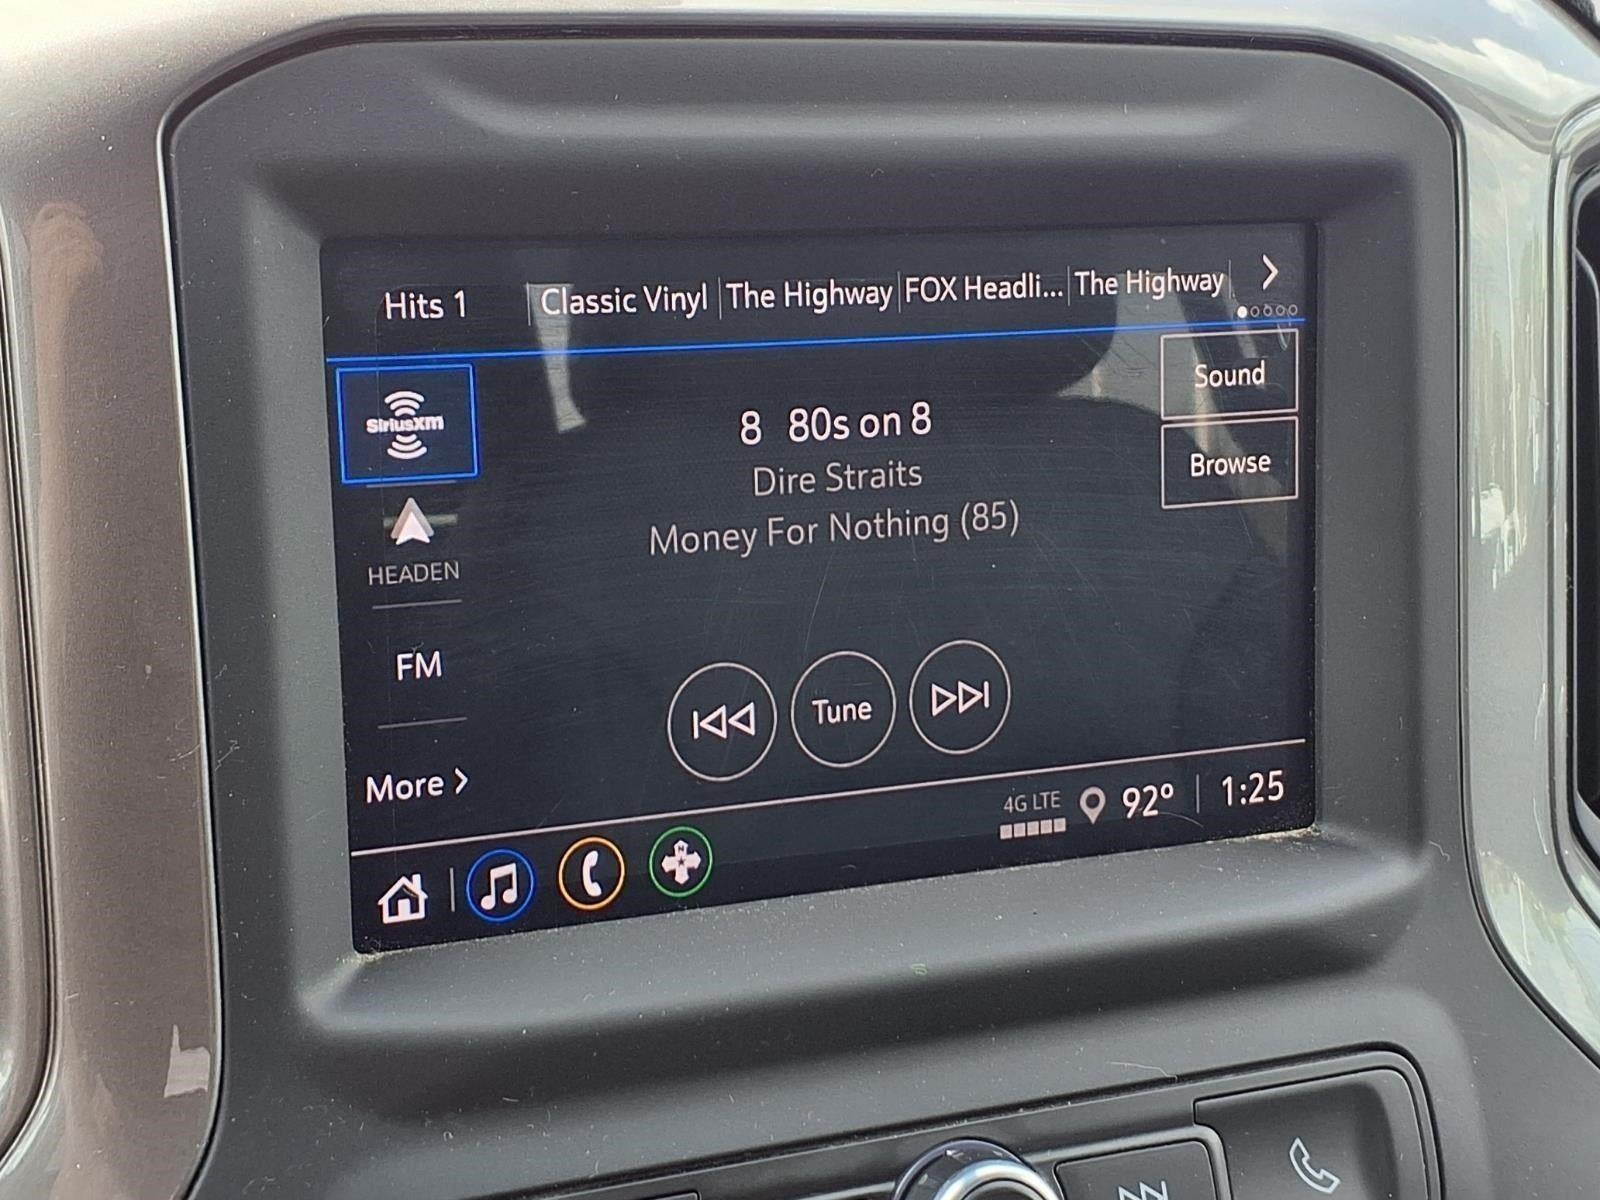 Hits 1 Classic Vinyl The Highway FOX Headli... The Highway
SiriusXm
8 80s on 8
Sound
Dire Straits
Browse
Money For Nothing (85)
HEADEN
FM
Tune
More
4G LTE 92° 1:25
N